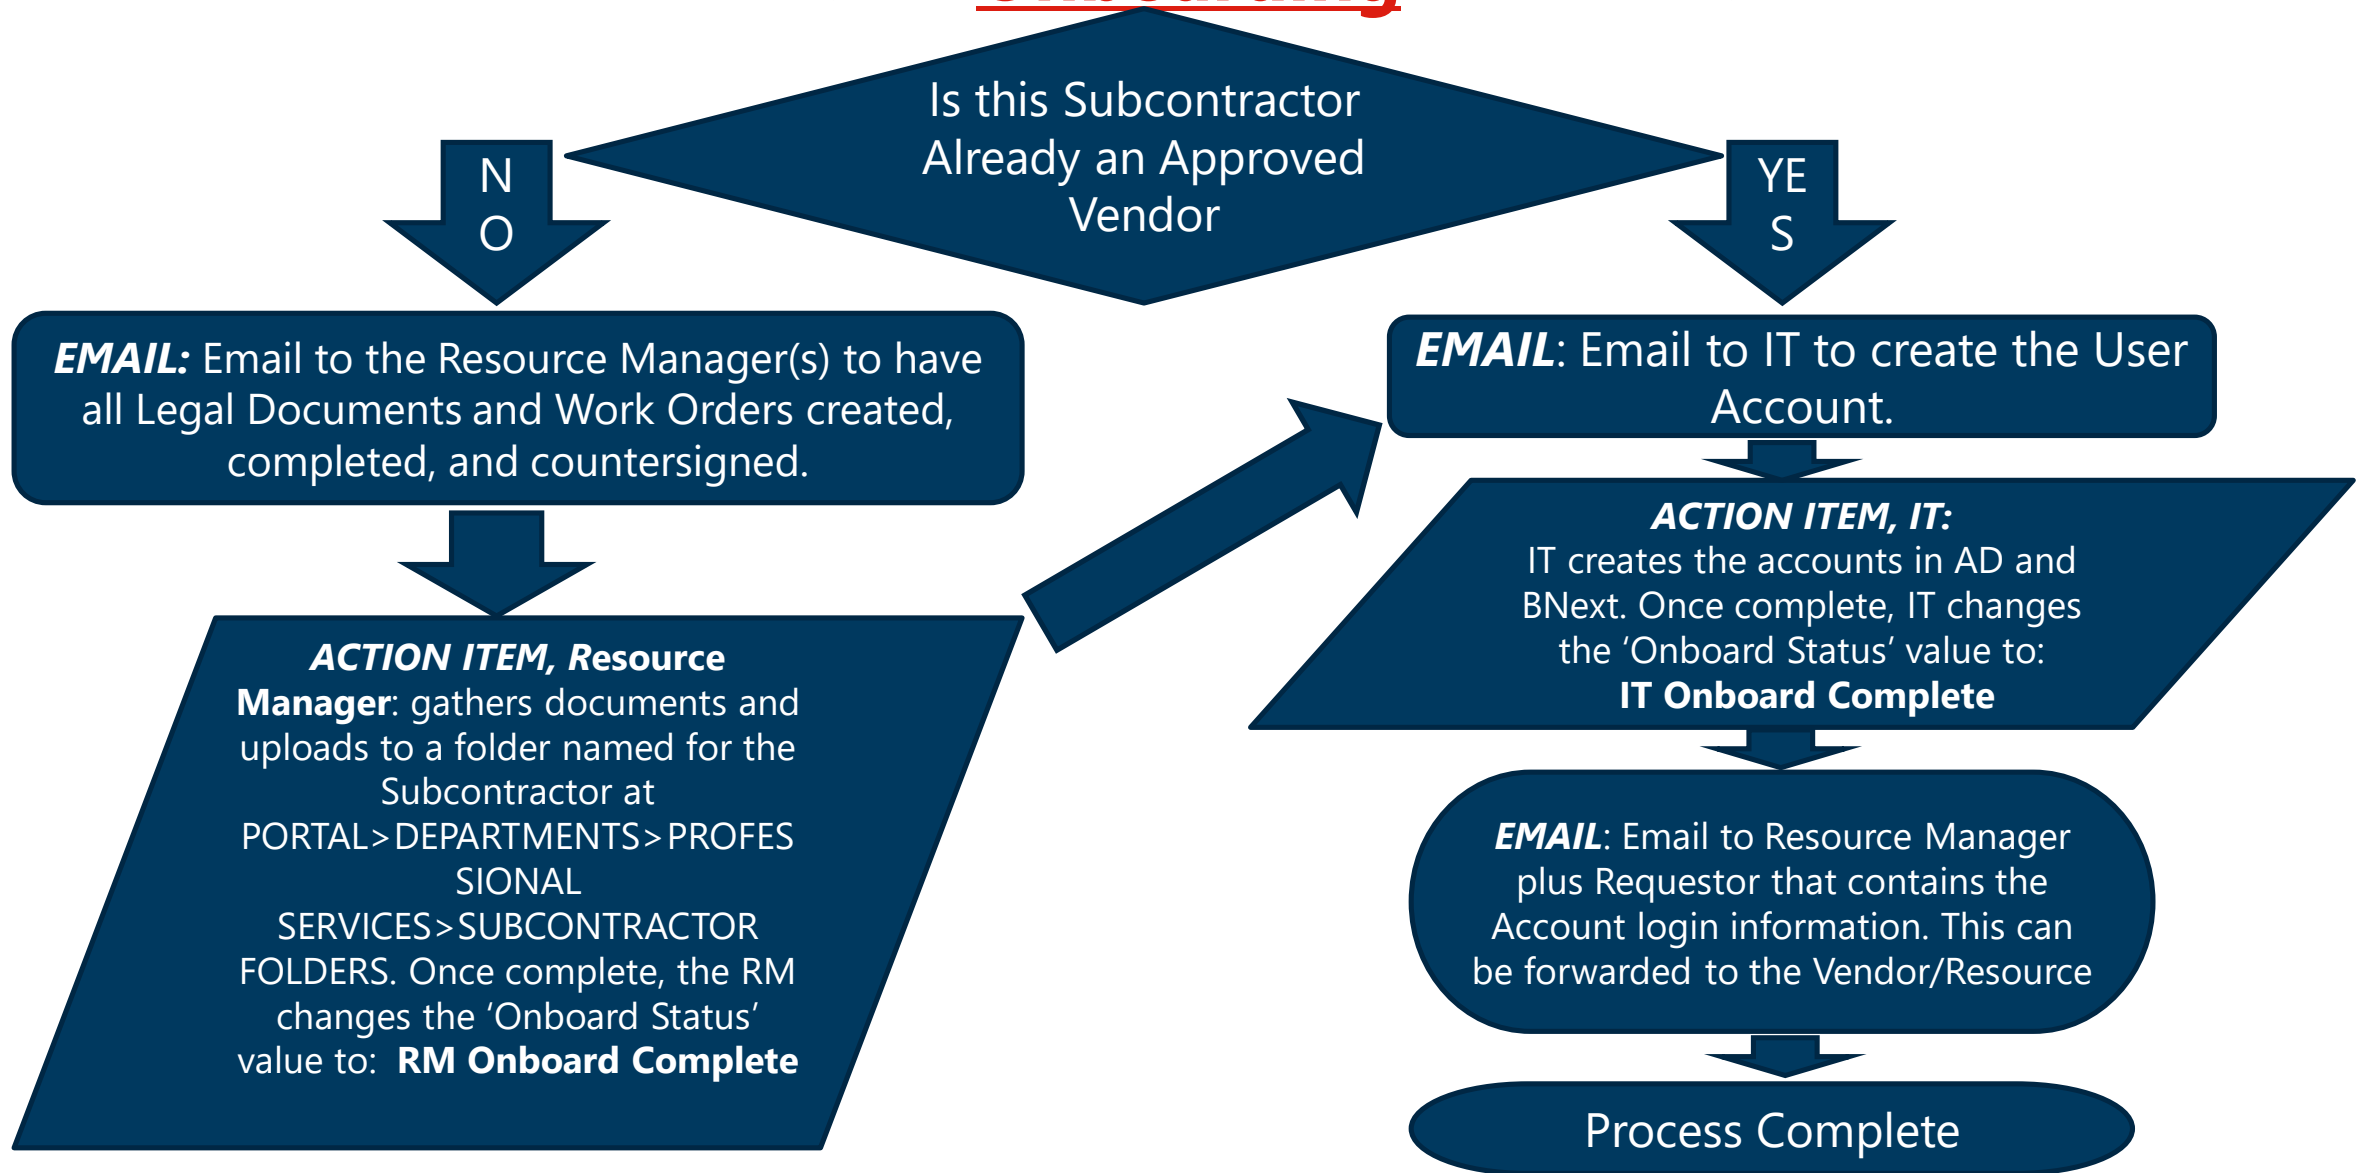 Is this Subcontractor
Already an Approved
Vendor
N
O
YE
S
EMAIL: Email to the Resource Manager(s) to have
all Legal Documents and Work Orders created,
completed, and countersigned.
ACTION ITEM, Resource
Manager: gathers documents and
uploads to a folder named for the
Subcontractor at
PORTAL>DEPARTMENTS>PROFES
SIONAL
SERVICES>SUBCONTRACTOR
FOLDERS. Once complete, the RM
changes the ‘Onboard Status’
value to:  RM Onboard Complete
EMAIL: Email to IT to create the User
Account.
ACTION ITEM, IT:
IT creates the accounts in AD and
BNext. Once complete, IT changes
the ‘Onboard Status’ value to:
IT Onboard Complete
EMAIL: Email to Resource Manager
plus Requestor that contains the
Account login information. This can
be forwarded to the Vendor/Resource
Process Complete